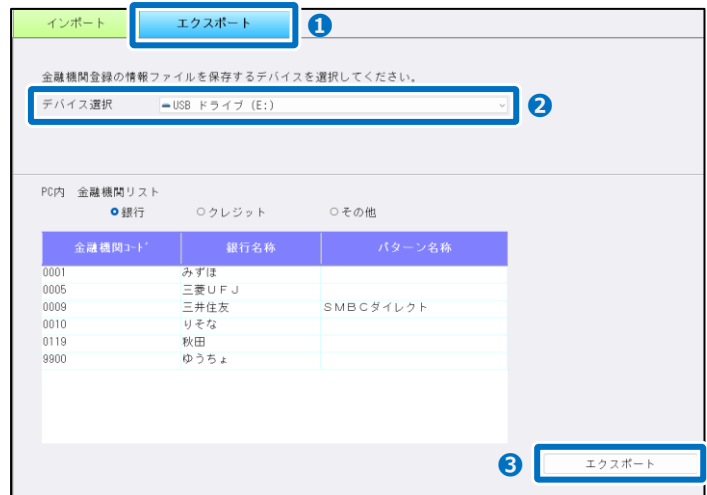 インポート エクスポート ❶
金融機関登録の情報ファイルを保存するデバイスを選択してください。
デバイス選択 USB ドライブ (E:) ❷
PC内 金融機関リスト
銀行 クレジット その他
金融機関ｺｰﾄﾞ 銀行名称 パターン名称
0001 みずほ
0005 三菱ＵＦＪ
0009 三井住友 ＳＭＢＣダイレクト
0010 りそな
0119 秋田
9900 ゆうちょ
❸ エクスポート